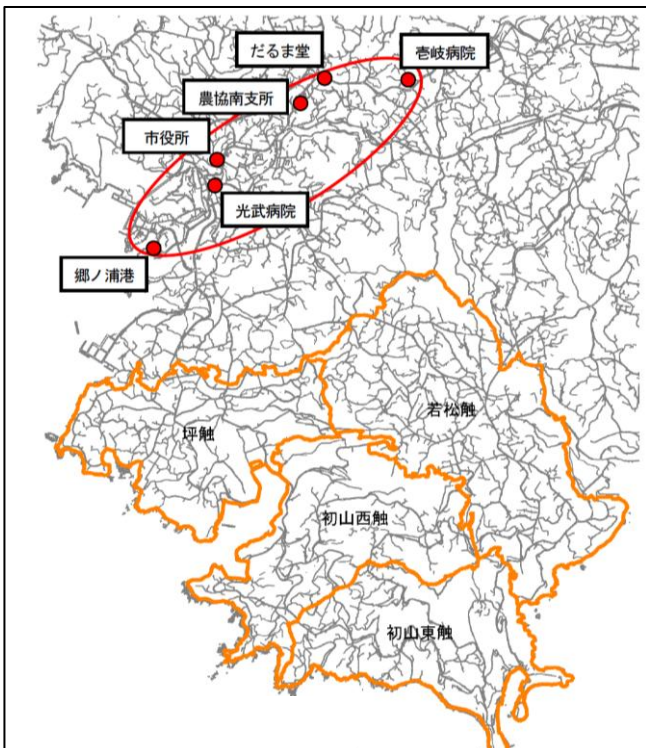 だるま堂
壱岐病院
農協南支所
市役所
光武病院
郷ノ浦港
若松触
坪触
初山西触
初山東触